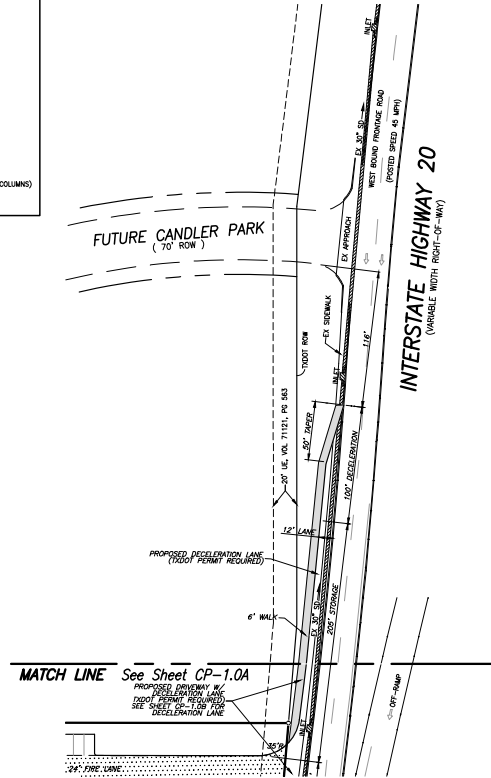 COLUMNS)
INLET
EX 30" SD
WEST BOUND FRONTAGE ROAD
(POSTED SPEED 45 MPH)
INTERSTATE HIGHWAY 20
(VARIABLE WIDTH RIGHT-OF-WAY)
FUTURE CANDLER PARK
( 70' ROW )
EX APPROACH
EX SIDEWALK
116'
TXDOT ROW
INLET
50' TAPER
20' UE, VOL 71121, PG 563
100' DECELERATION
12' LANE
PROPOSED DECELERATION LANE
(TXDOT PERMIT REQUIRED)
6' WALK
EX 30" SD
205' STORAGE
MATCH LINE See Sheet CP-1.0A
PROPOSED DRIVEWAY W/
DECELERATION LANE
TXDOT PERMIT REQUIRED)
SEE SHEET CP-1.0B FOR
DECELERATION LANE
OFF-RAMP
INLET
35'R
24' FIRE LANE